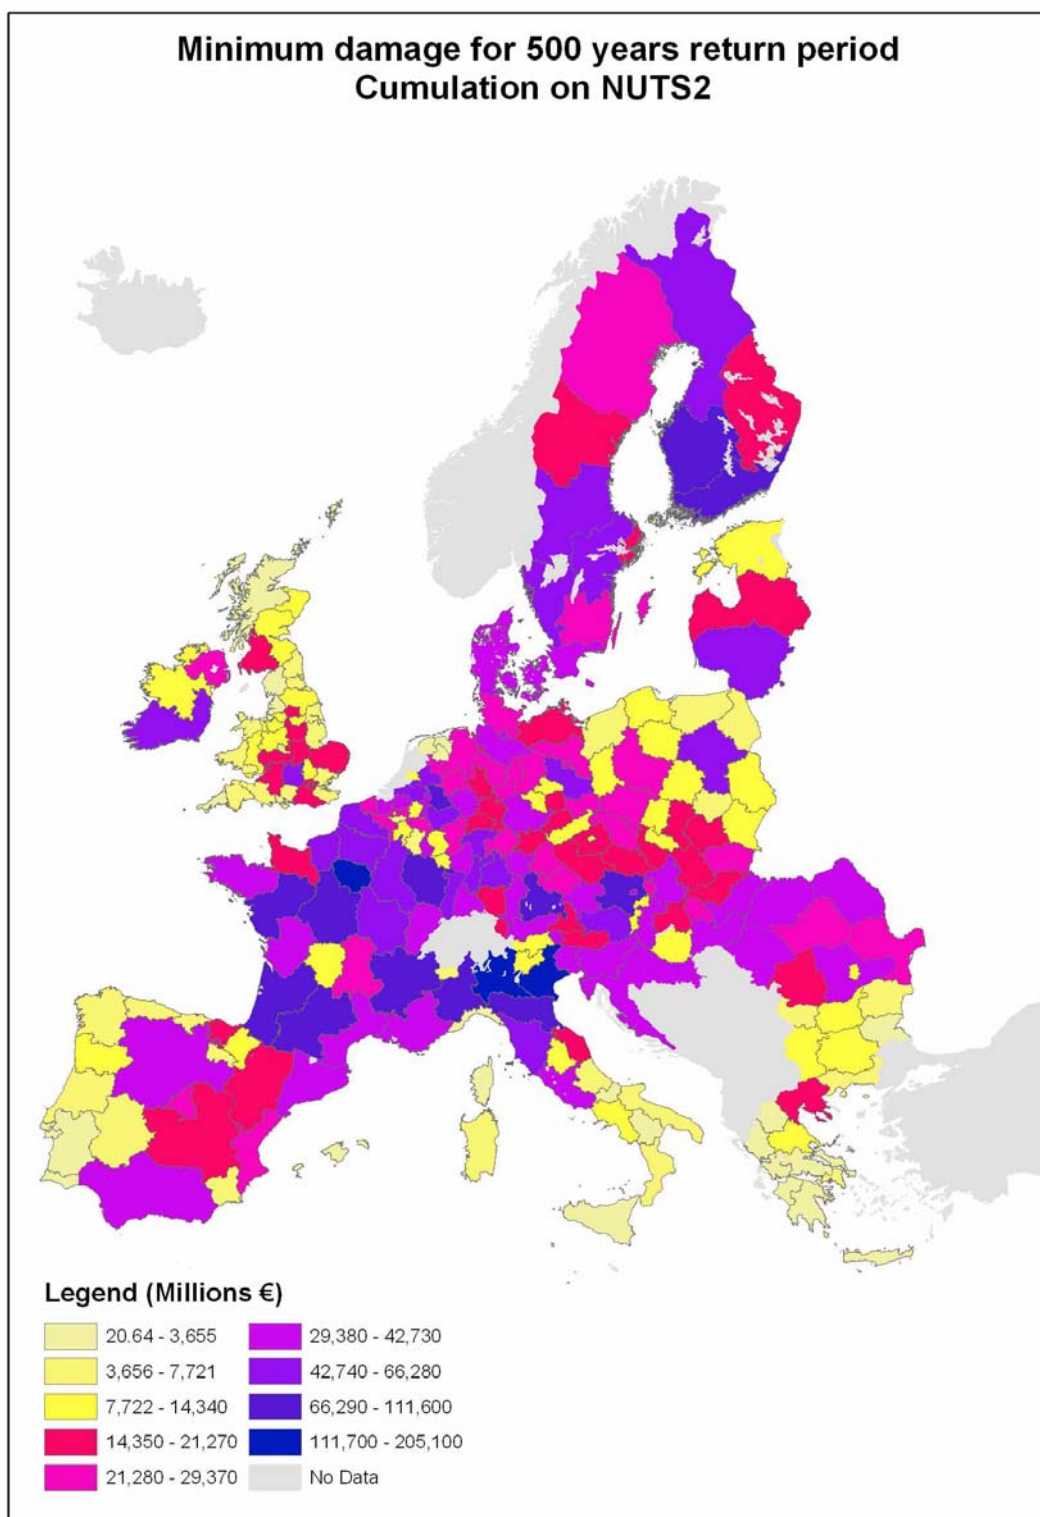 Minimum damage for 500 years return period
Cumulation on NUTS2
Legend (Millions €)
20.64 - 3,655
3,656 - 7,721
7,722 - 14,340
14,350 - 21,270
21,280 - 29,370
29,380 - 42,730
42,740 - 66,280
66,290 - 111,600
111,700 - 205,100
No Data